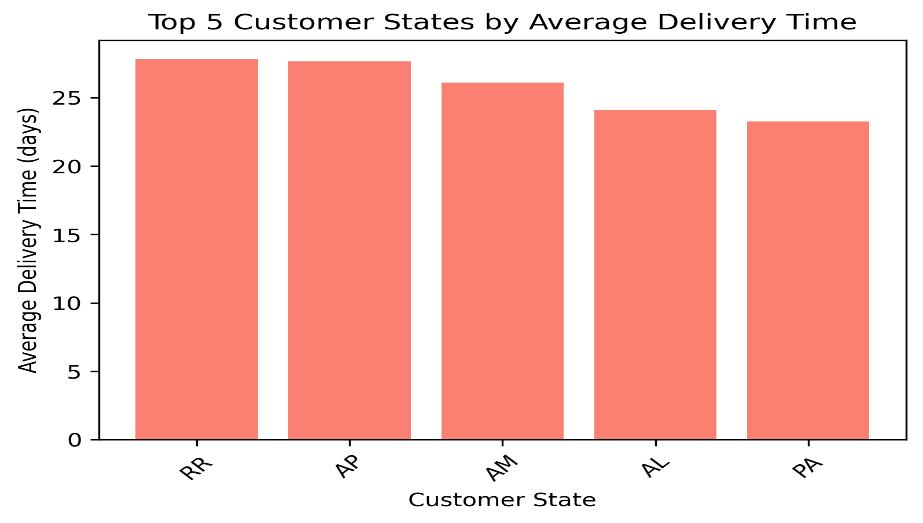 Top 5 Customer States by Average Delivery Time
Average Delivery Time (days)
25
20
15
10
5
0
RR AP AM AL PA
Customer State